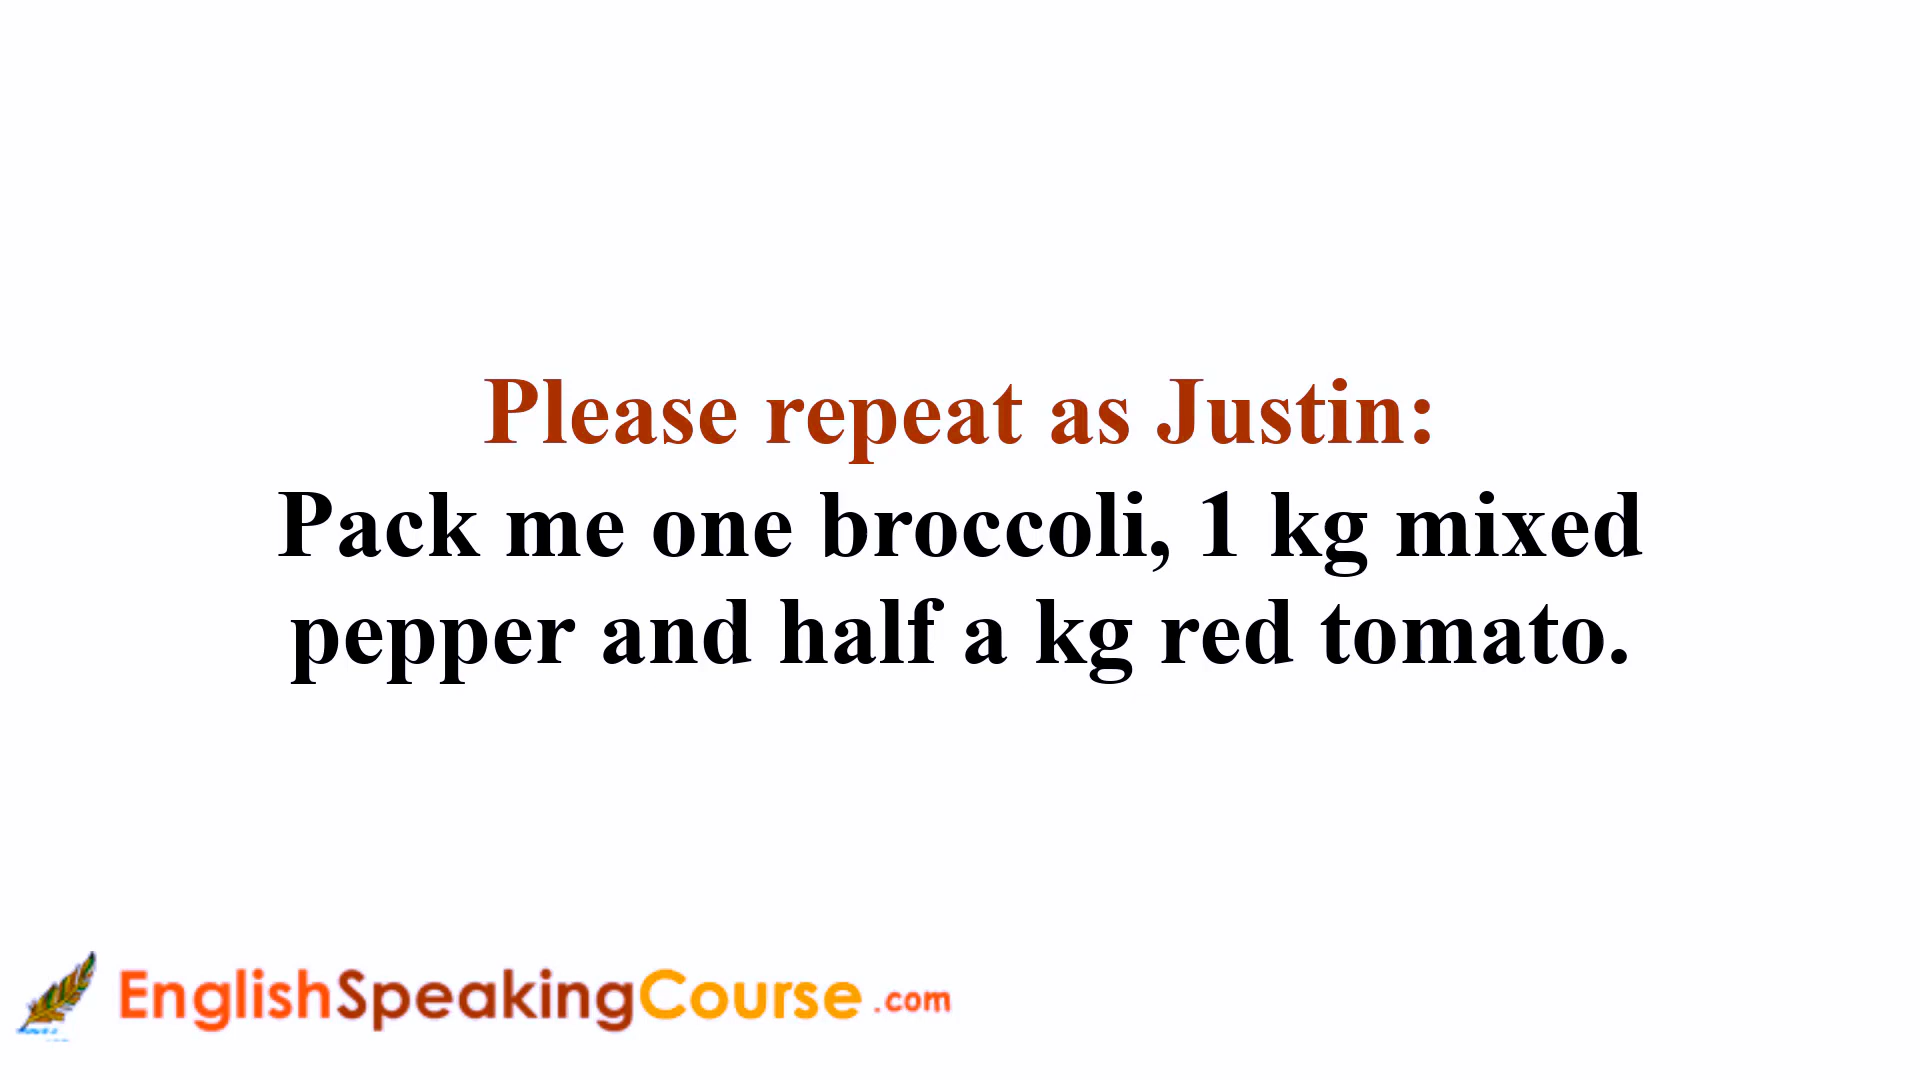 Please repeat as Justin:
Pack me one broccoli, 1 kg mixed
pepper and half a kg red tomato.
EnglishSpeakingCourse.com